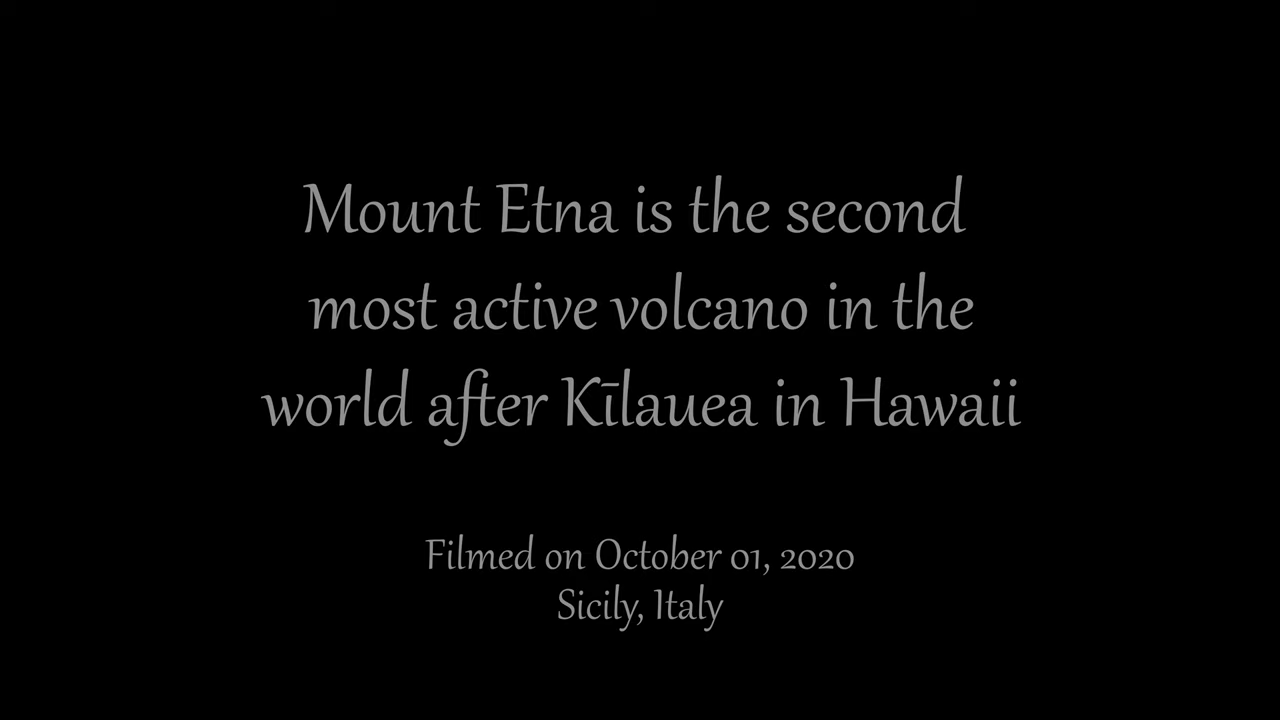 Mount Etna is the second
most active volcano in the
world after Kīlauea in Hawaii
Filmed on October 01, 2020
Sicily, Italy